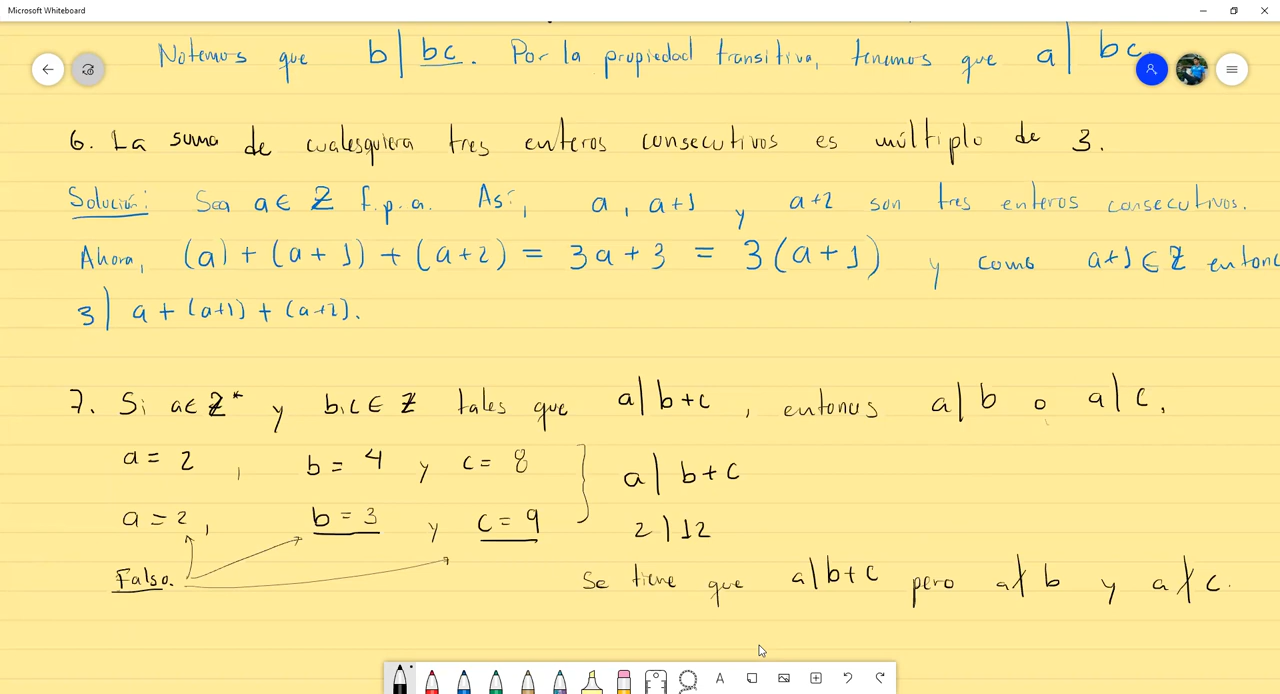 Microsoft Whiteboard
Notemos que b | bc. Por la propiedad transitiva, tenemos que a | bc
6. La suma de cualesquiera tres enteros consecutivos es múltiplo de 3.
Solución: Sea a ∈ Z f.p.a. Así, a, a+1 y a+2 son tres enteros consecutivos.
Ahora, (a) + (a+1) + (a+2) = 3a+3 = 3(a+1) y como a+1 ∈ Z entonc
3 | a + (a+1) + (a+2).
7. Si a ∈ Z* y b, c ∈ Z tales que a | b+c, entonces a | b o a | c.
a = 2, b = 4 y c = 8 } a | b+c
a = 2, b = 3 y c = 9 2 | 12
Falso. Se tiene que a | b+c pero a ∤ b y a ∤ c.
A